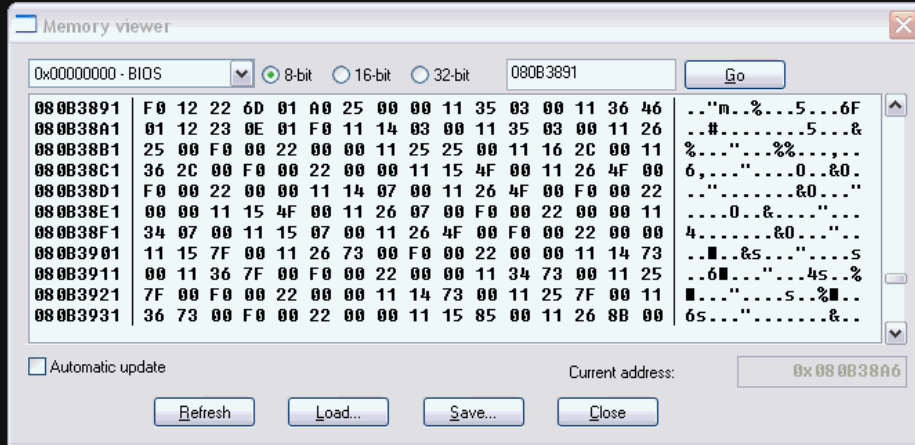 Memory viewer
0x00000000 - BIOS 8-bit 16-bit 32-bit 080B3891 Go
080B3891 F0 12 22 6D 01 A0 25 00 00 11 35 03 00 11 36 46 .."m..%...5...6F
080B38A1 01 12 23 0E 01 F0 11 14 03 00 11 35 03 00 11 26 ..#........5...&
080B38B1 25 00 F0 00 22 00 00 11 25 25 00 11 16 2C 00 11 %..."...%%...,..
080B38C1 36 2C 00 F0 00 22 00 00 11 15 4F 00 11 26 4F 00 6,..."....O..&O.
080B38D1 F0 00 22 00 00 11 14 07 00 11 26 4F 00 F0 00 22 ..".......&O..."
080B38E1 00 00 11 15 4F 00 11 26 07 00 F0 00 22 00 00 11 ....O..&...."...
080B38F1 34 07 00 11 15 07 00 11 26 4F 00 F0 00 22 00 00 4.......&O..."..
080B3901 11 15 7F 00 11 26 73 00 F0 00 22 00 00 11 14 73 ..■..&s..."....s
080B3911 00 11 36 7F 00 F0 00 22 00 00 11 34 73 00 11 25 ..6■..."...4s..%
080B3921 7F 00 F0 00 22 00 00 11 14 73 00 11 25 7F 00 11 ■..."....s..%■..
080B3931 36 73 00 F0 00 22 00 00 11 15 85 00 11 26 8B 00 6s...".......&..
Automatic update
Current address: 0x080B38A6
Refresh Load... Save... Close